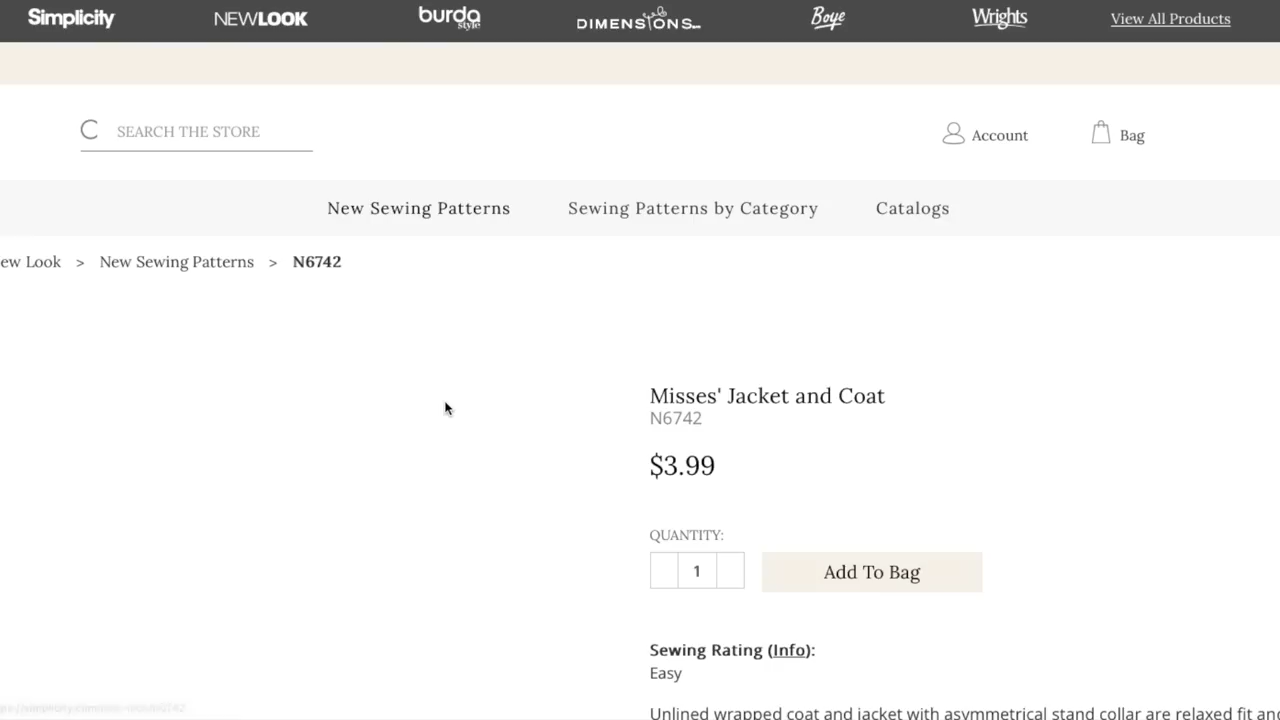 Simplicity NEWLOOK burda style DIMENSIONS Boye Wrights View All Products
SEARCH THE STORE
Account Bag
New Sewing Patterns Sewing Patterns by Category Catalogs
ew Look > New Sewing Patterns > N6742
Misses' Jacket and Coat
N6742
$3.99
QUANTITY:
1 Add To Bag
Sewing Rating (Info):
Easy
Unlined wrapped coat and jacket with asymmetrical stand collar are relaxed fit and